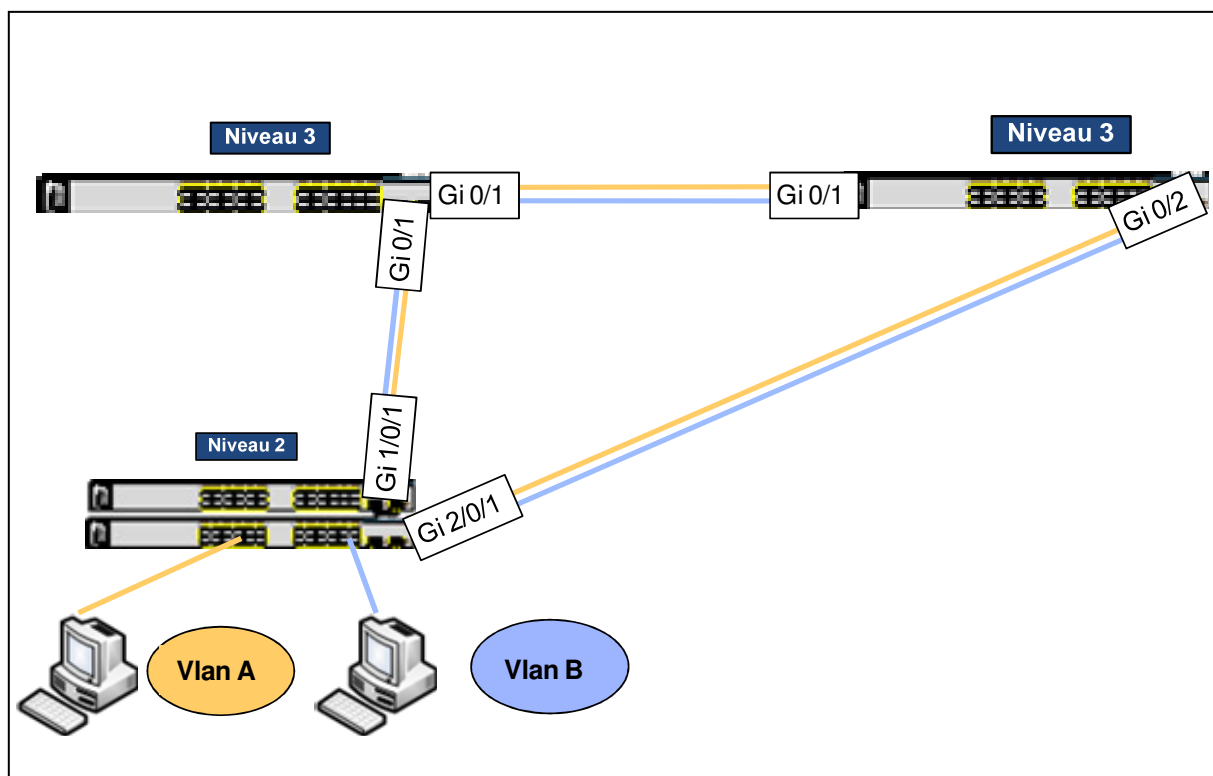 Niveau 3
Niveau 3
Gi 0/1
Gi 0/1
Gi 0/2
Gi 0/1
Gi 1/0/1
Niveau 2
Gi 2/0/1
Vlan A
Vlan B